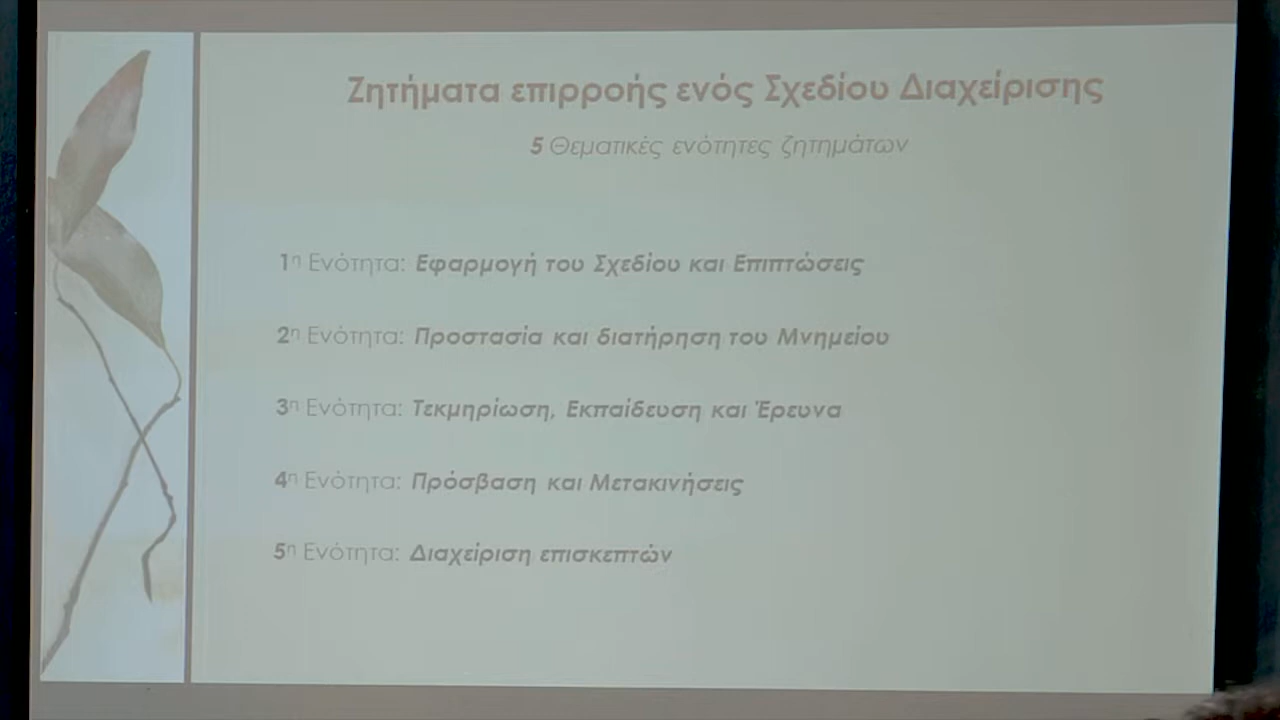 Ζητήματα επιρροής ενός Σχεδίου Διαχείρισης
5 Θεματικές ενότητες ζητημάτων
1η Ενότητα: Εφαρμογή του Σχεδίου και Επιπτώσεις
2η Ενότητα: Προστασία και διατήρηση του Μνημείου
3η Ενότητα: Τεκμηρίωση, Εκπαίδευση και Έρευνα
4η Ενότητα: Πρόσβαση και Μετακινήσεις
5η Ενότητα: Διαχείριση επισκεπτών